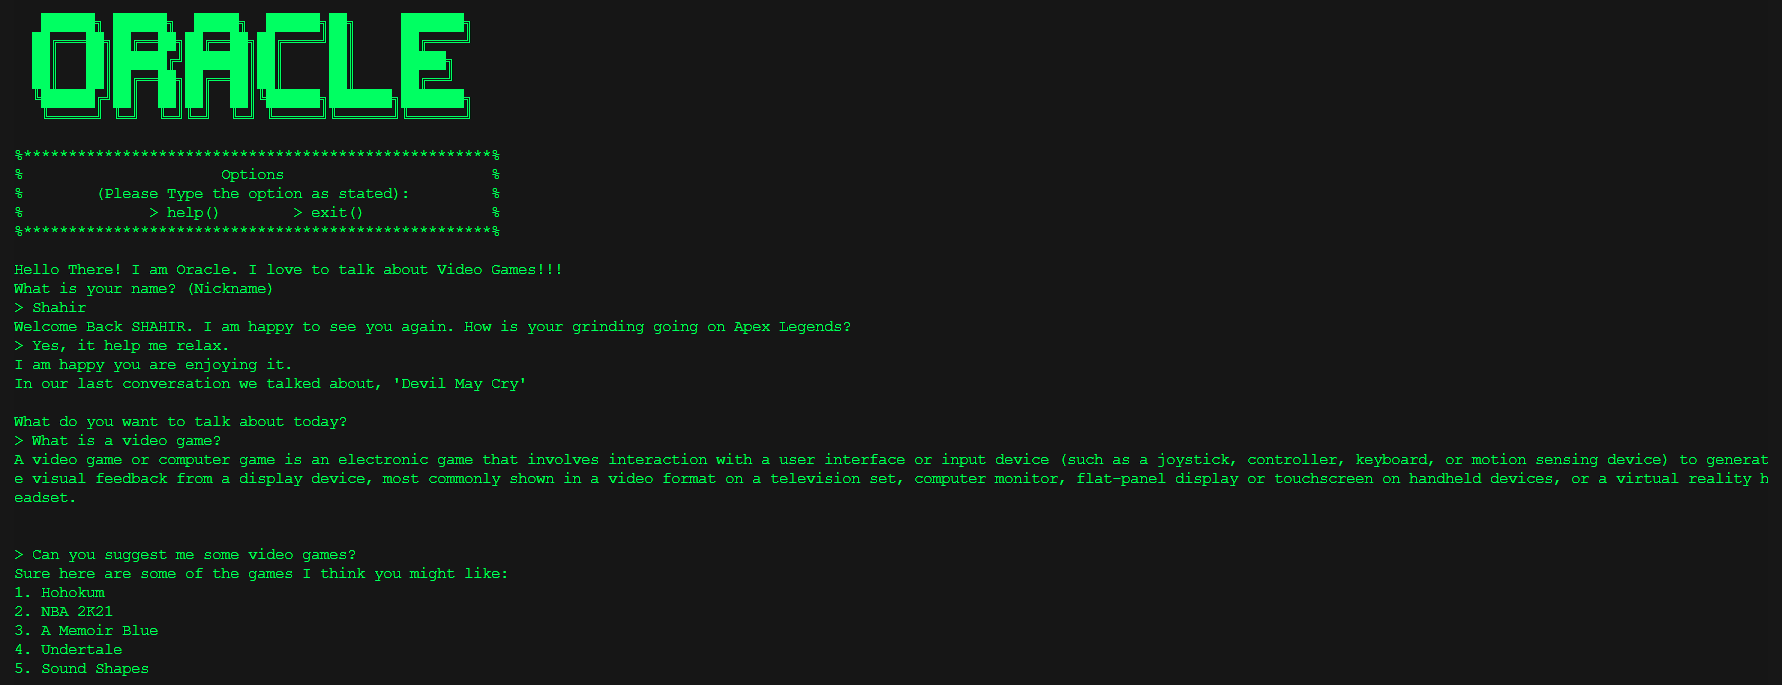 ORACLE
%****************************************************%
% Options %
% (Please Type the option as stated): %
% > help() > exit() %
%****************************************************%
Hello There! I am Oracle. I love to talk about Video Games!!!
What is your name? (Nickname)
> Shahir
Welcome Back SHAHIR. I am happy to see you again. How is your grinding going on Apex Legends?
> Yes, it help me relax.
I am happy you are enjoying it.
In our last conversation we talked about, 'Devil May Cry'
What do you want to talk about today?
> What is a video game?
A video game or computer game is an electronic game that involves interaction with a user interface or input device (such as a joystick, controller, keyboard, or motion sensing device) to generat
e visual feedback from a display device, most commonly shown in a video format on a television set, computer monitor, flat-panel display or touchscreen on handheld devices, or a virtual reality h
eadset.
> Can you suggest me some video games?
Sure here are some of the games I think you might like:
1. Hohokum
2. NBA 2K21
3. A Memoir Blue
4. Undertale
5. Sound Shapes